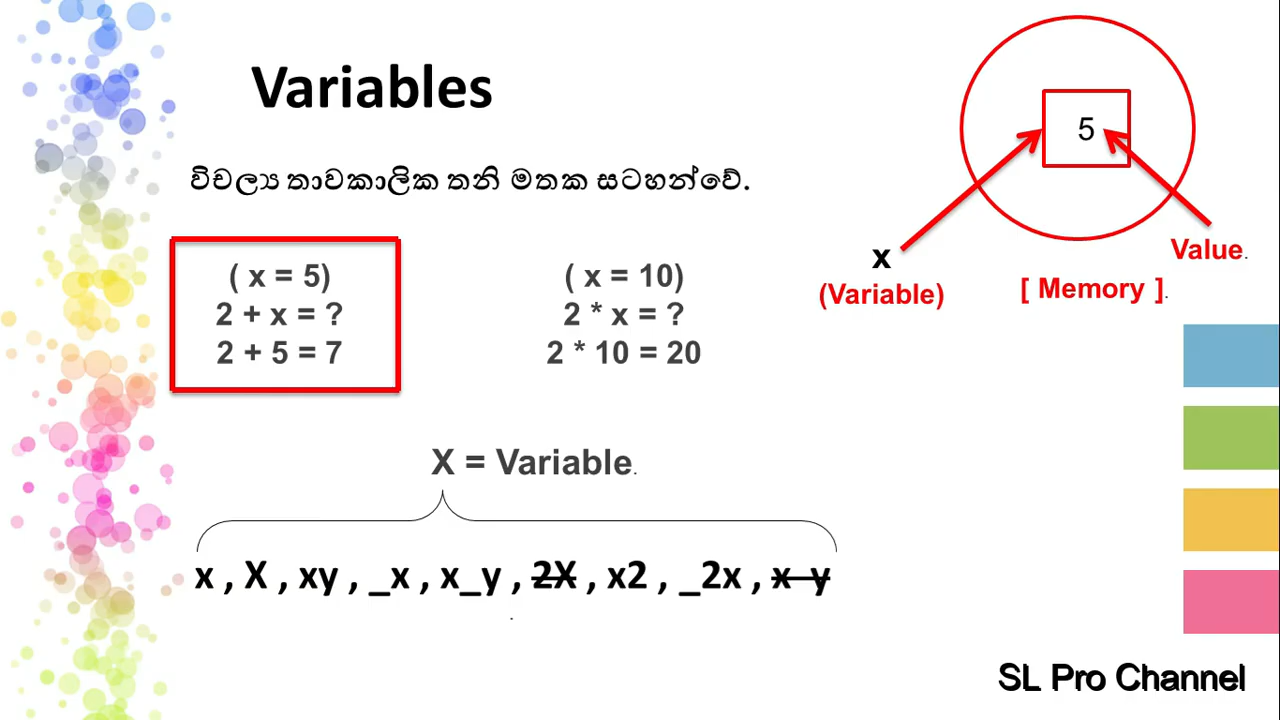 Variables
විචල්‍ය තාවකාලික තනි මතක සටහන්වේ.
( x = 5)
2 + x = ?
2 + 5 = 7
( x = 10)
2 * x = ?
2 * 10 = 20
5
x
(Variable)
[ Memory ].
Value.
X = Variable.
x , X , xy , _x , x_y , 2X , x2 , _2x , x y
SL Pro Channel